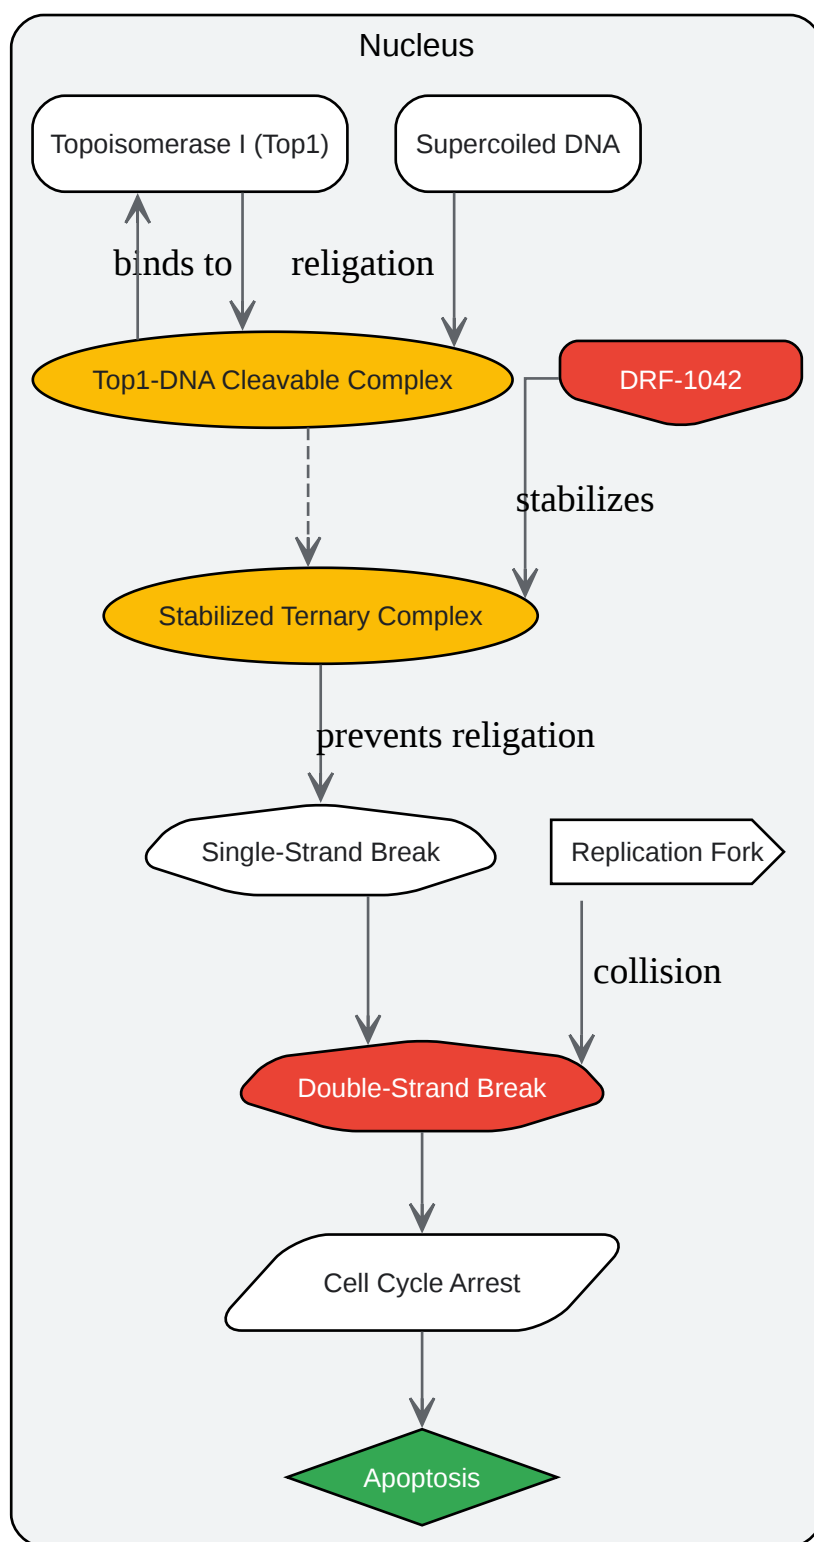 Nucleus
Topoisomerase I (Top1)
Supercoiled DNA
binds to
religation
Top1-DNA Cleavable Complex
DRF-1042
stabilizes
Stabilized Ternary Complex
prevents religation
Single-Strand Break
Replication Fork
collision
Double-Strand Break
Cell Cycle Arrest
Apoptosis